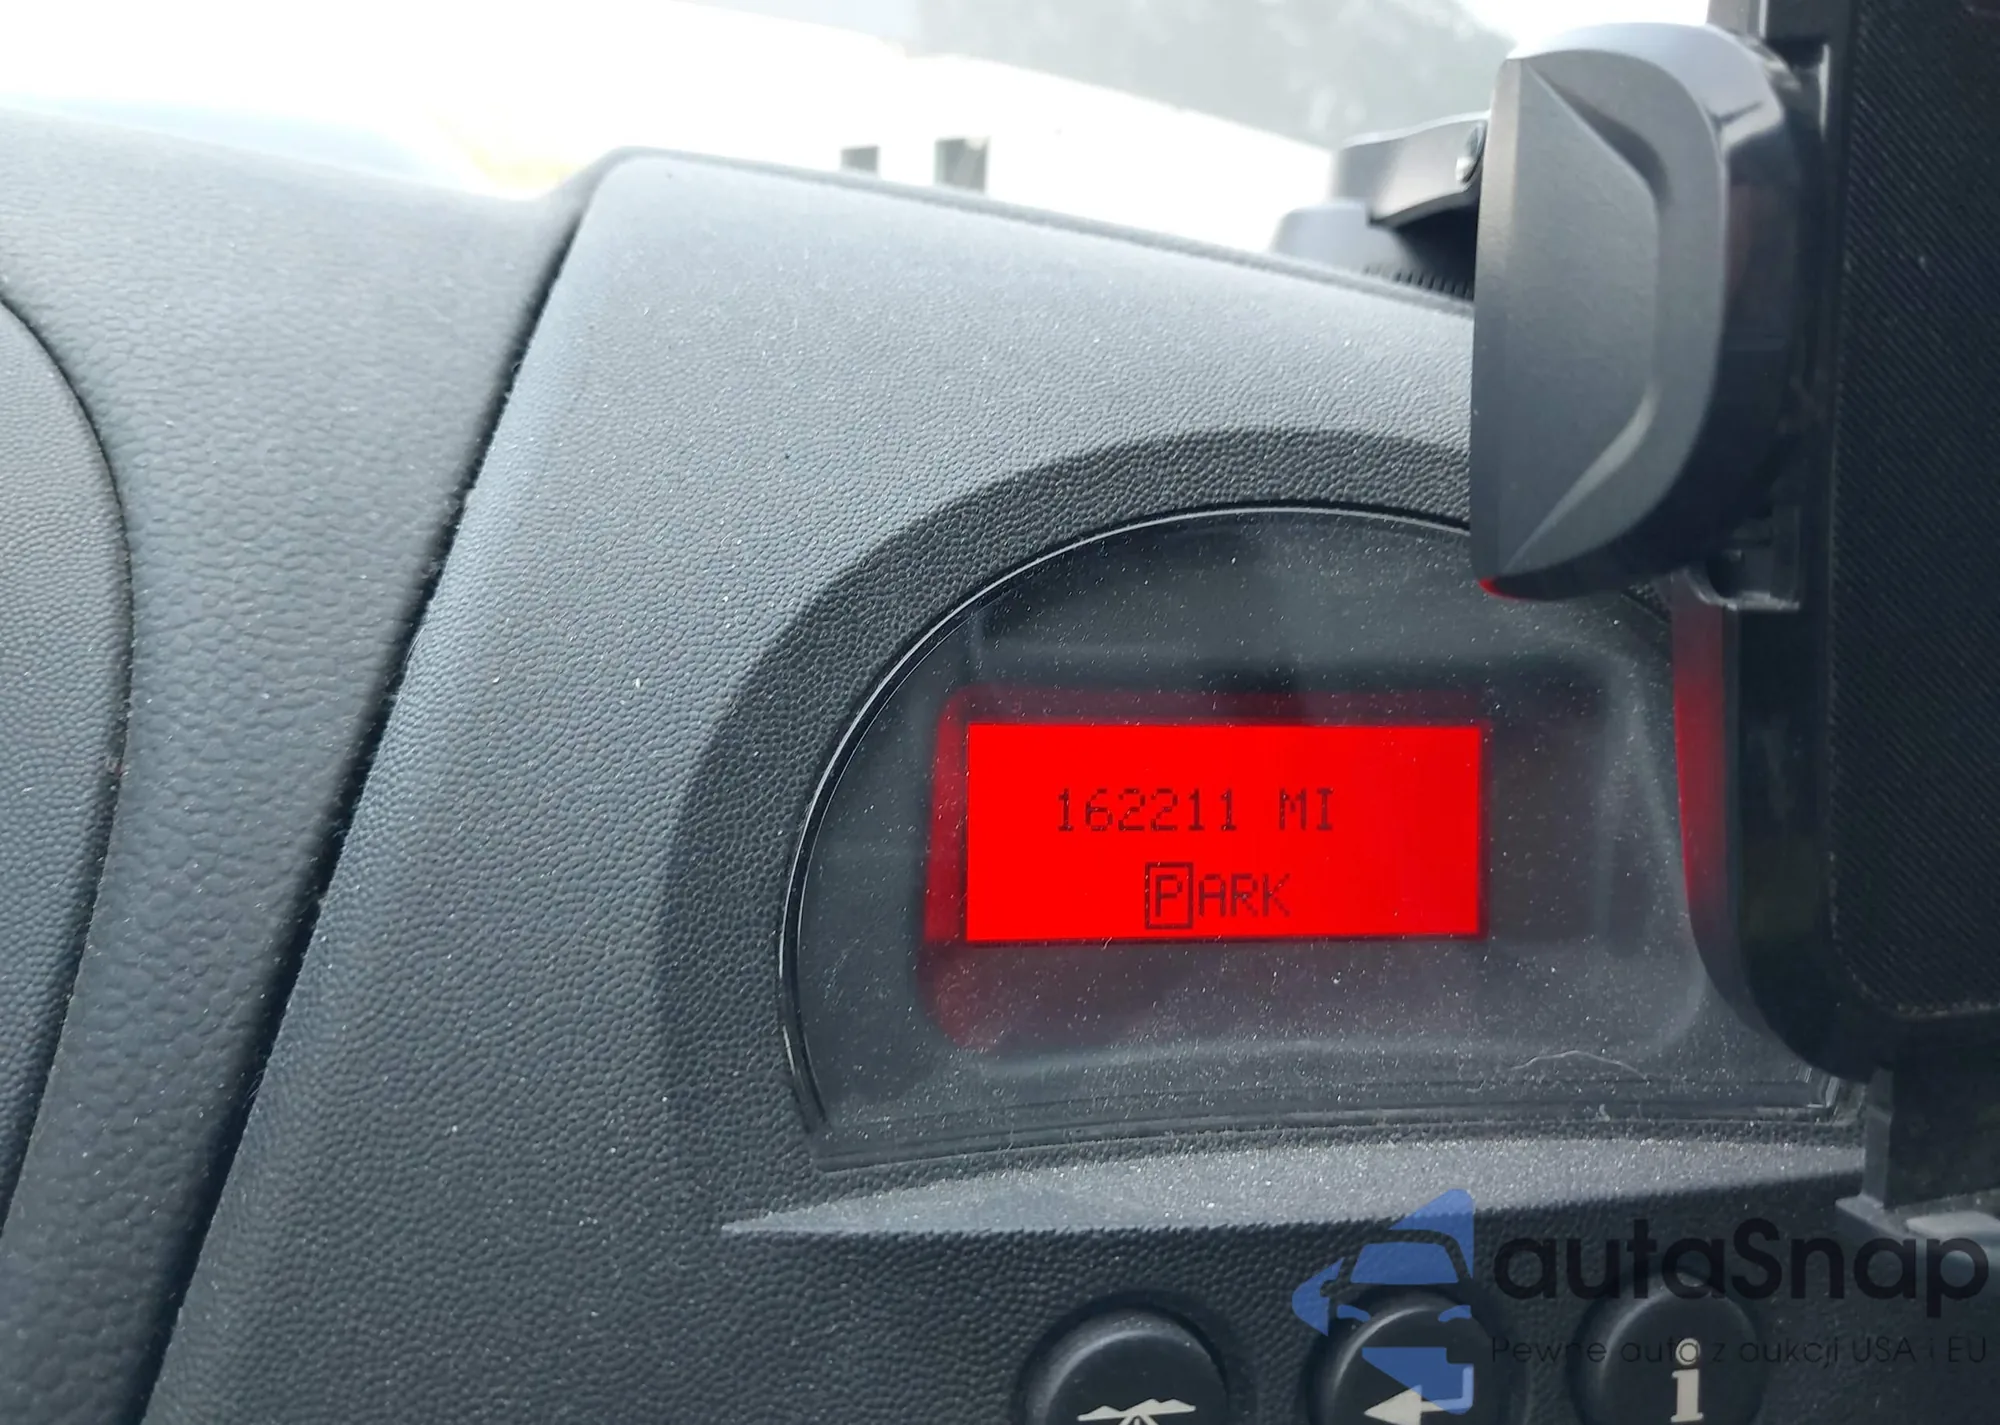 162211 MI
PARK
autaSnap
Pewne auta z aukcji USA i EU
i